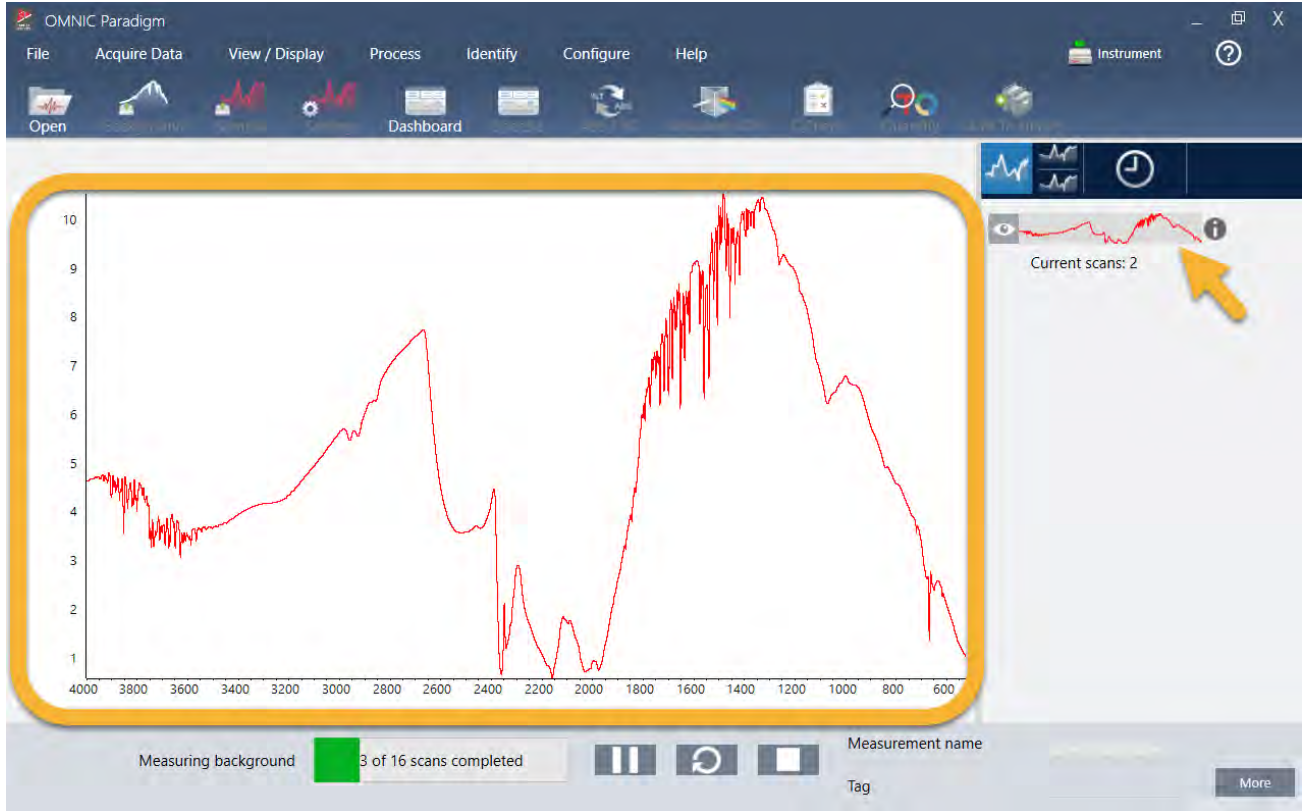 OMNIC Paradigm
X
File Acquire Data View / Display Process Identify Configure Help Instrument ?
INT ABS
Open Dashboard
10
9
8
7
6
5
4
3
2
1
4000 3800 3600 3400 3200 3000 2800 2600 2400 2200 2000 1800 1600 1400 1200 1000 800 600
i
Current scans: 2
Measuring background 3 of 16 scans completed
Measurement name
Tag
More